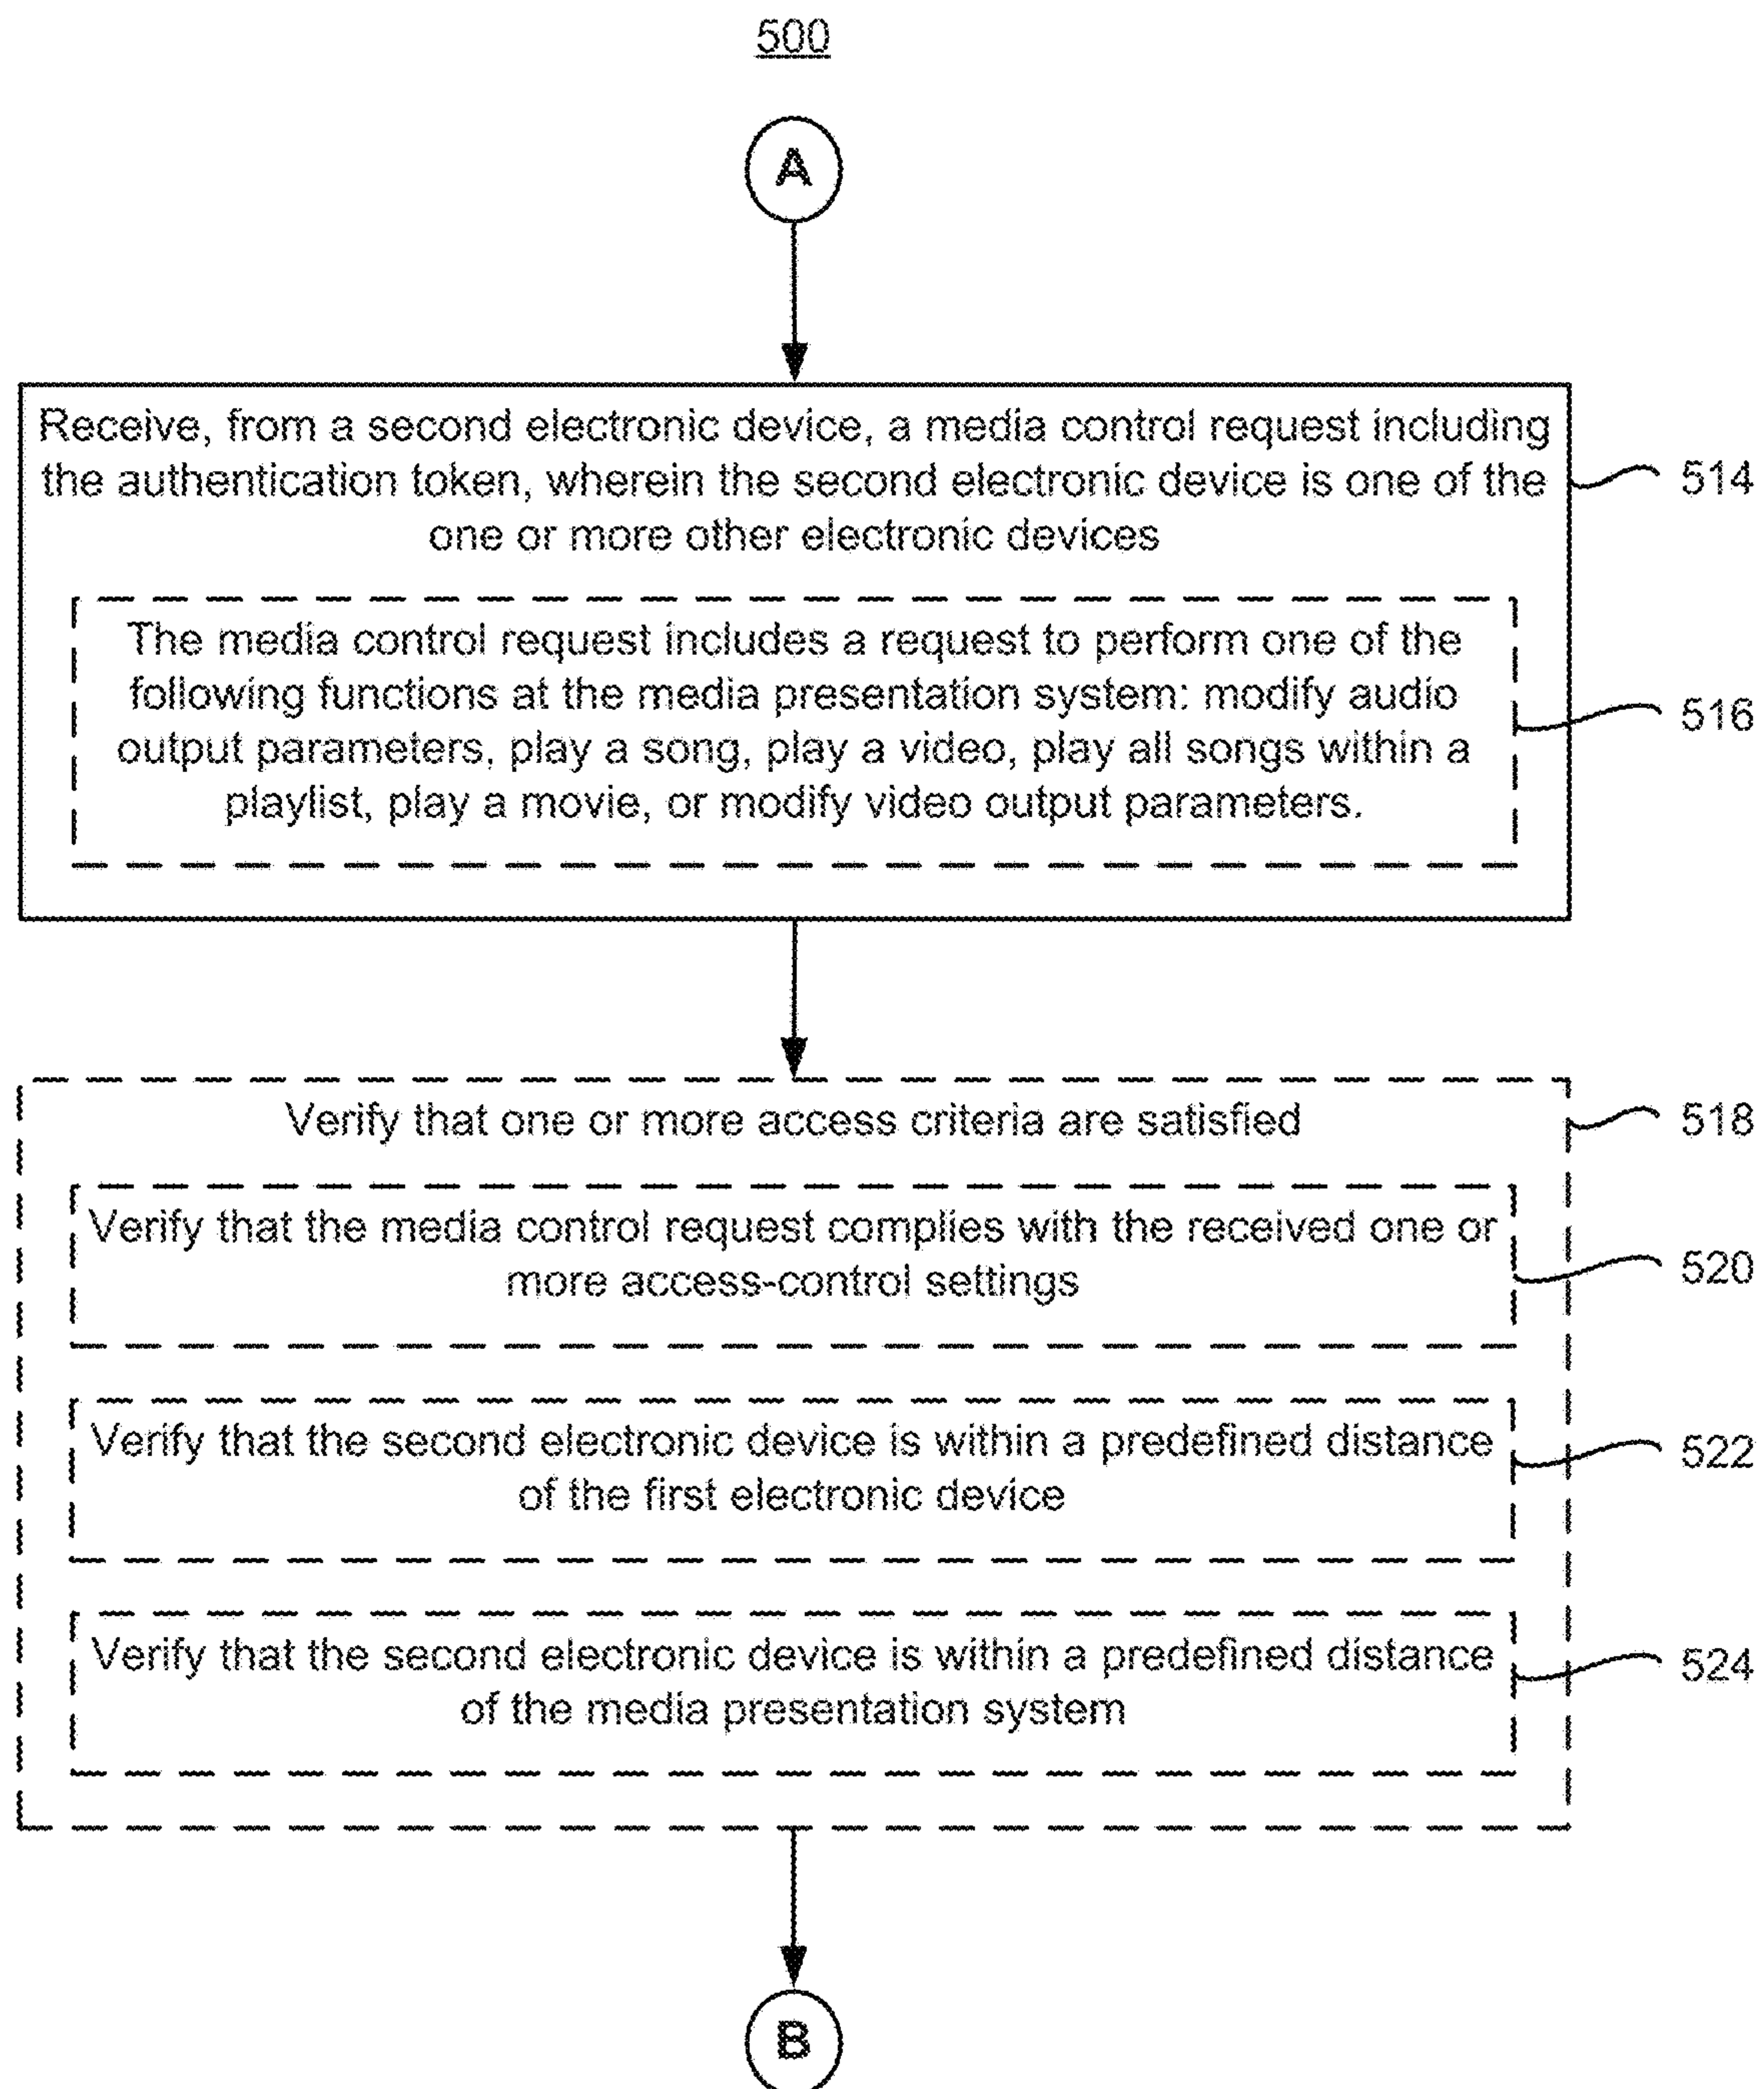 500
A
Receive, from a second electronic device, a media control request including
the authentication token, wherein the second electronic device is one of the
one or more other electronic devices
514
The media control request includes a request to perform one of the
following functions at the media presentation system: modify audio
output parameters, play a song, play a video, play all songs within a
playlist, play a movie, or modify video output parameters.
516
Verify that one or more access criteria are satisfied
518
Verify that the media control request complies with the received one or
more access-control settings
520
Verify that the second electronic device is within a predefined distance
of the first electronic device
522
Verify that the second electronic device is within a predefined distance
of the media presentation system
524
B